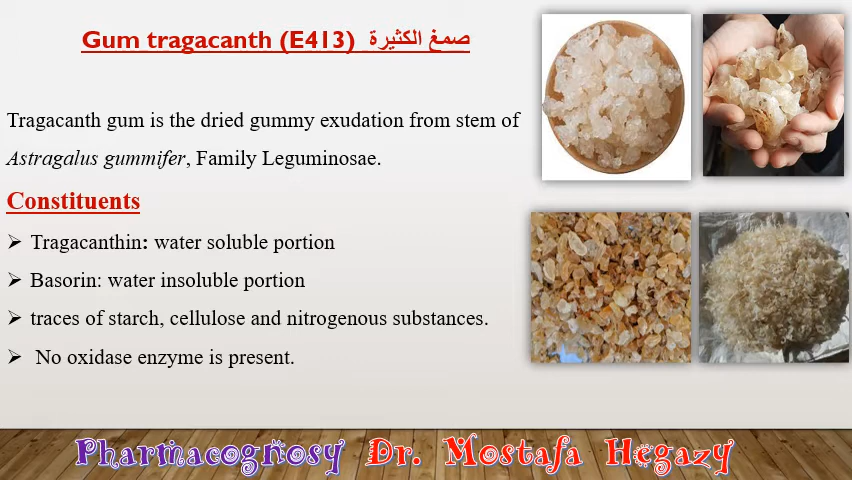 Gum tragacanth (E413) صمغ الكثيرة
Tragacanth gum is the dried gummy exudation from stem of
Astragalus gummifer, Family Leguminosae.
Constituents
➢ Tragacanthin: water soluble portion
➢ Basorin: water insoluble portion
➢ traces of starch, cellulose and nitrogenous substances.
➢ No oxidase enzyme is present.
Pharmacognosy Dr. Mostafa Hegazy